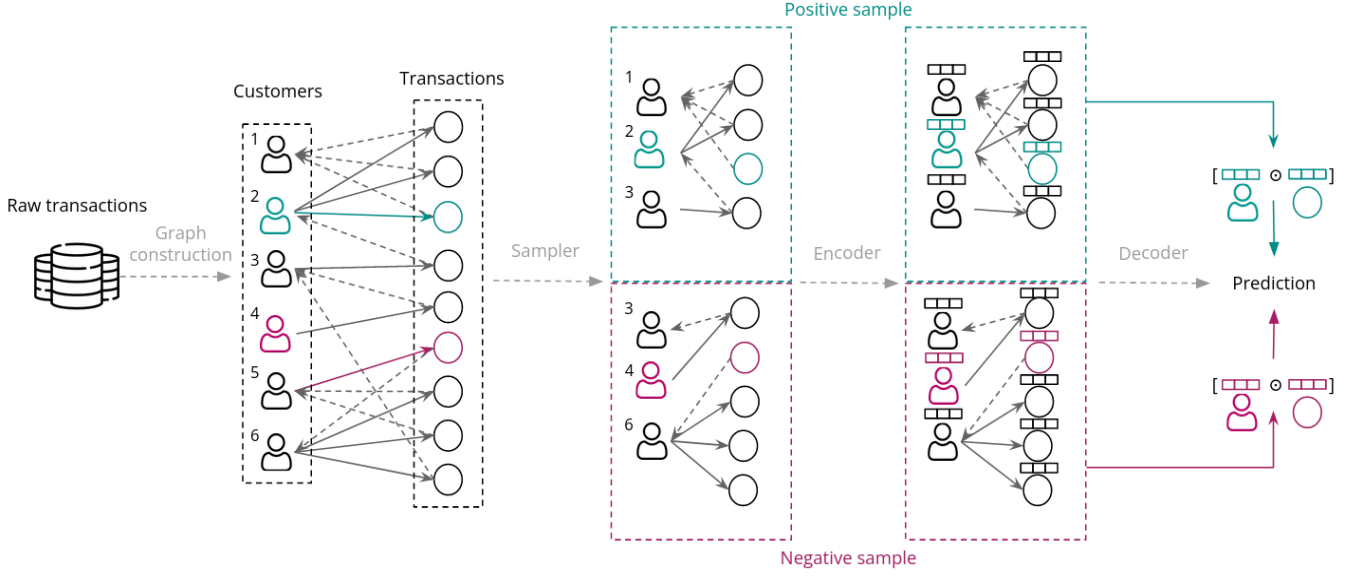 Positive sample
Customers
Transactions
Raw transactions
Graph
construction
1
2
3
4
5
6
Sampler
1
2
3
3
4
6
Encoder
Decoder
[ ⊙ ]
Prediction
[ ⊙ ]
Negative sample